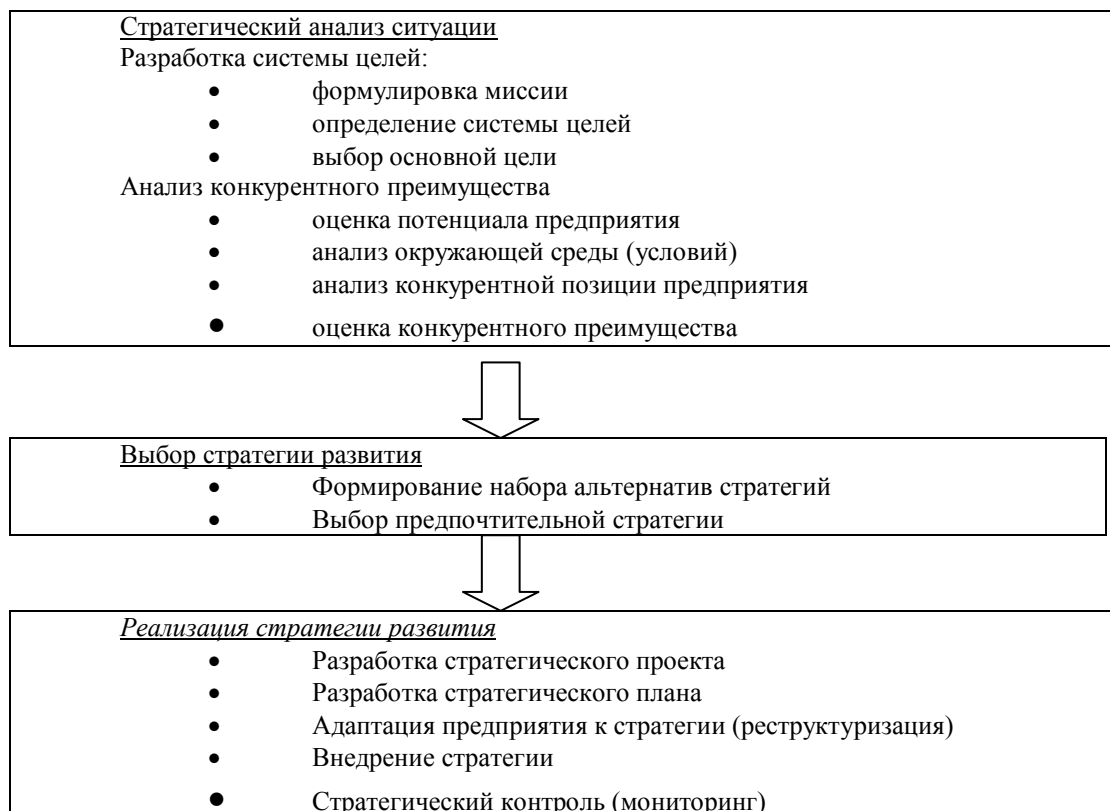 Стратегический анализ ситуации
Разработка системы целей:
• формулировка миссии
• определение системы целей
• выбор основной цели
Анализ конкурентного преимущества
• оценка потенциала предприятия
• анализ окружающей среды (условий)
• анализ конкурентной позиции предприятия
• оценка конкурентного преимущества
Выбор стратегии развития
• Формирование набора альтернатив стратегий
• Выбор предпочтительной стратегии
Реализация стратегии развития
• Разработка стратегического проекта
• Разработка стратегического плана
• Адаптация предприятия к стратегии (реструктуризация)
• Внедрение стратегии
• Стратегический контроль (мониторинг)